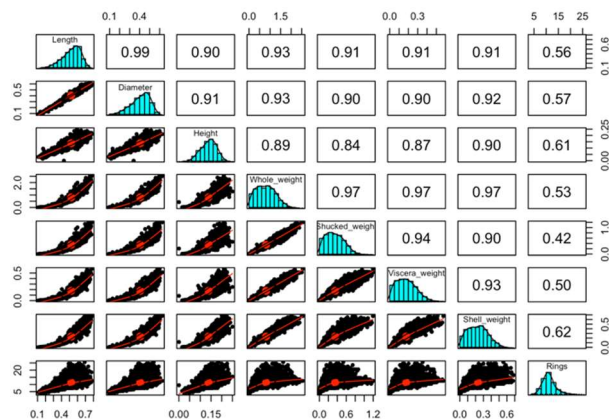 0.1 0.4 0.0 1.5 0.0 0.3 5 15 25
Length 0.99 0.90 0.93 0.91 0.91 0.91 0.56 0.1 0.6
0.1 0.5 Diameter 0.91 0.93 0.90 0.90 0.92 0.57
Height 0.89 0.84 0.87 0.90 0.61 0.00 0.25
0.0 2.0 Whole_weight 0.97 0.97 0.97 0.53
Shucked_weigh 0.94 0.90 0.42 0.0 1.0
0.0 0.5 Viscera_weight 0.93 0.50
Shell_weight 0.62 0.0 0.5
5 20 Rings
0.1 0.4 0.7 0.00 0.15 0.0 0.6 1.2 0.0 0.4 0.8